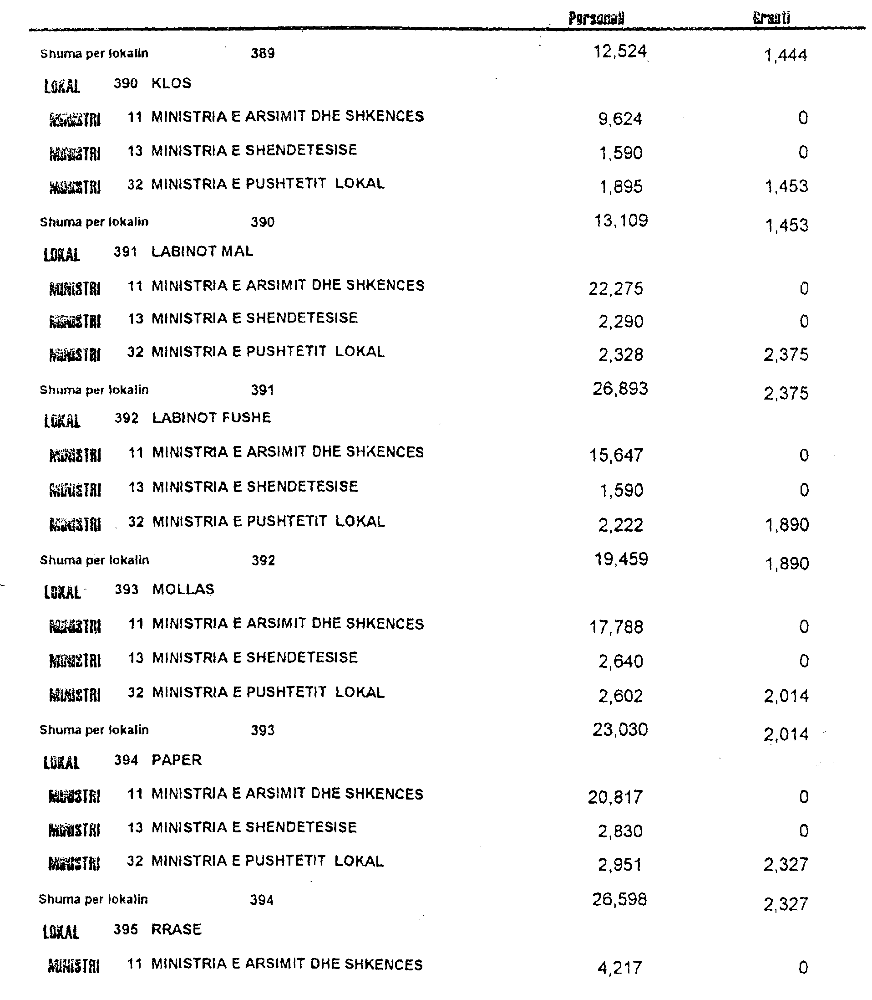 Personeli Granti
Shuma per lokalin 389 12,524 1,444
LOKAL 390 KLOS
MINISTRI 11 MINISTRIA E ARSIMIT DHE SHKENCES 9,624 0
MINISTRI 13 MINISTRIA E SHENDETESISE 1,590 0
MINISTRI 32 MINISTRIA E PUSHTETIT LOKAL 1,895 1,453
Shuma per lokalin 390 13,109 1,453
LOKAL 391 LABINOT MAL
MINISTRI 11 MINISTRIA E ARSIMIT DHE SHKENCES 22,275 0
MINISTRI 13 MINISTRIA E SHENDETESISE 2,290 0
MINISTRI 32 MINISTRIA E PUSHTETIT LOKAL 2,328 2,375
Shuma per lokalin 391 26,893 2,375
LOKAL 392 LABINOT FUSHE
MINISTRI 11 MINISTRIA E ARSIMIT DHE SHKENCES 15,647 0
MINISTRI 13 MINISTRIA E SHENDETESISE 1,590 0
MINISTRI 32 MINISTRIA E PUSHTETIT LOKAL 2,222 1,890
Shuma per lokalin 392 19,459 1,890
LOKAL 393 MOLLAS
MINISTRI 11 MINISTRIA E ARSIMIT DHE SHKENCES 17,788 0
MINISTRI 13 MINISTRIA E SHENDETESISE 2,640 0
MINISTRI 32 MINISTRIA E PUSHTETIT LOKAL 2,602 2,014
Shuma per lokalin 393 23,030 2,014
LOKAL 394 PAPER
MINISTRI 11 MINISTRIA E ARSIMIT DHE SHKENCES 20,817 0
MINISTRI 13 MINISTRIA E SHENDETESISE 2,830 0
MINISTRI 32 MINISTRIA E PUSHTETIT LOKAL 2,951 2,327
Shuma per lokalin 394 26,598 2,327
LOKAL 395 RRASE
MINISTRI 11 MINISTRIA E ARSIMIT DHE SHKENCES 4,217 0